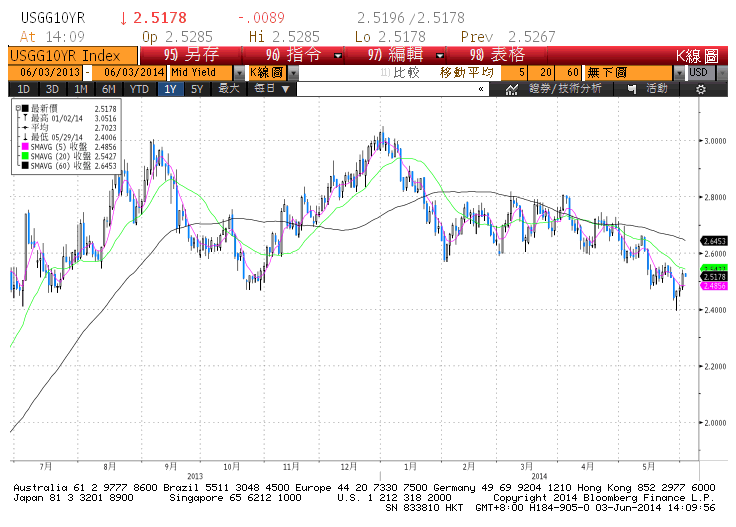 USGG10YR ↓ 2.5178 -.0089 2.5196/2.5178
At 14:09 Op 2.5285 Hi 2.5285 Lo 2.5178 Prev 2.5267
USGG10YR Index 95) 另存 96) 指令 97) 編輯 98) 表格 K線圖
06/03/2013 - 06/03/2014 Mid Yield K線圖 11) 比較 移動平均 5 20 60 無下圖 USD
1D 3D 1M 6M YTD 1Y 5Y 最大 每日 ▼ « 證券/技術分析 活動
最新價 2.5178
最高 01/02/14 3.0516
平均 2.7023
最低 05/29/14 2.4006
SMAVG (5) 收盤 2.4856
SMAVG (20) 收盤 2.5427
SMAVG (60) 收盤 2.6453
3.0000
2.8000
2.6453
2.6000
2.5427
2.5178
2.4856
2.4000
2.2000
2.0000
7月 8月 9月 10月 11月 12月 1月 2月 3月 4月 5月
2013 2014
Australia 61 2 9777 8600 Brazil 5511 3048 4500 Europe 44 20 7330 7500 Germany 49 69 9204 1210 Hong Kong 852 2977 6000
Japan 81 3 3201 8900 Singapore 65 6212 1000 U.S. 1 212 318 2000 Copyright 2014 Bloomberg Finance L.P.
SN 833810 HKT GMT+8:00 H184-905-0 03-Jun-2014 14:09:56